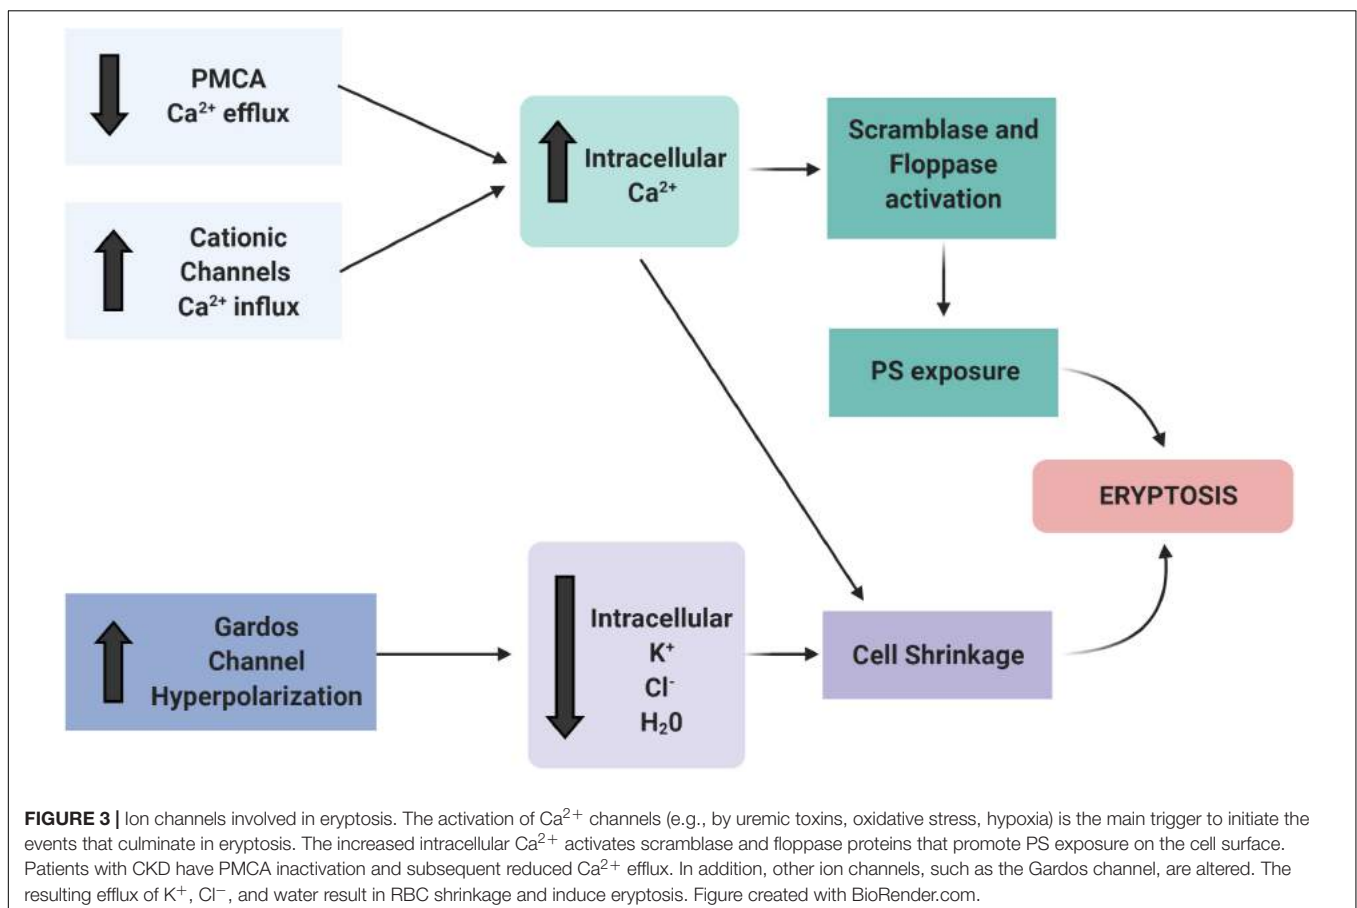 PMCA
Ca²⁺ efflux
Cationic
Channels
Ca²⁺ influx
Intracellular
Ca²⁺
Scramblase and
Floppase
activation
PS exposure
ERYPTOSIS
Gardos
Channel
Hyperpolarization
Intracellular
K⁺
Cl⁻
H₂0
Cell Shrinkage
FIGURE 3 | Ion channels involved in eryptosis. The activation of Ca²⁺ channels (e.g., by uremic toxins, oxidative stress, hypoxia) is the main trigger to initiate the
events that culminate in eryptosis. The increased intracellular Ca²⁺ activates scramblase and floppase proteins that promote PS exposure on the cell surface.
Patients with CKD have PMCA inactivation and subsequent reduced Ca²⁺ efflux. In addition, other ion channels, such as the Gardos channel, are altered. The
resulting efflux of K⁺, Cl⁻, and water result in RBC shrinkage and induce eryptosis. Figure created with BioRender.com.